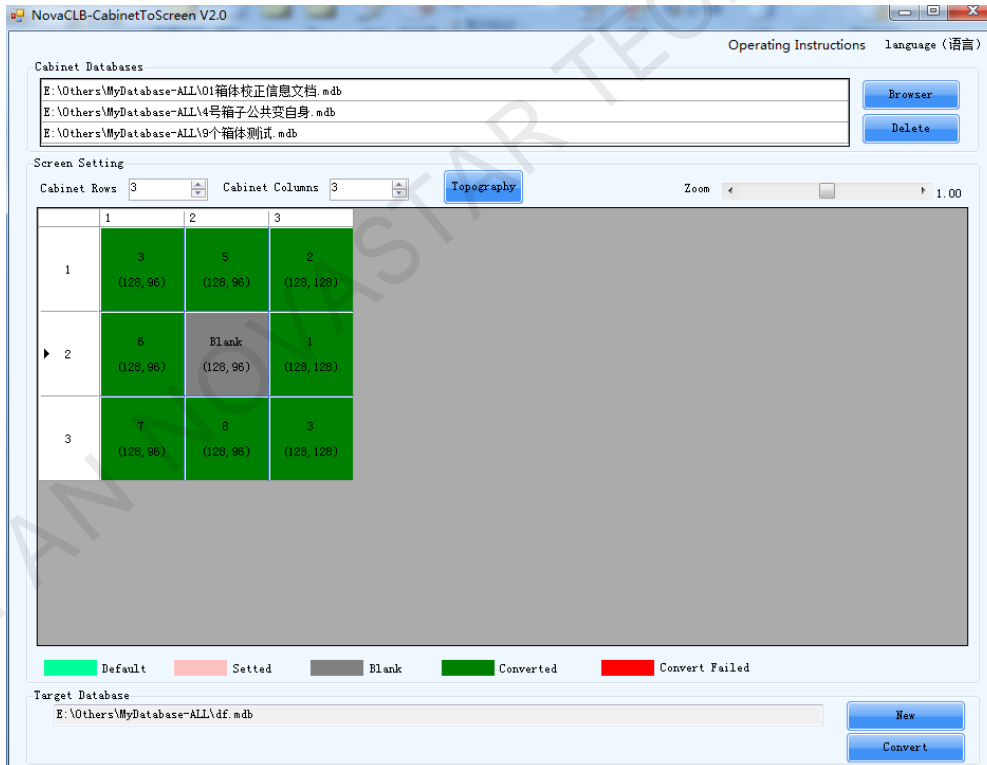 NovaCLB-CabinetToScreen V2.0
Operating Instructions language (语言)
Cabinet Databases
E:\Others\MyDatabase-ALL\01箱体校正信息文档.mdb
Browser
E:\Others\MyDatabase-ALL\4号箱子公共变自身.mdb
E:\Others\MyDatabase-ALL\9个箱体测试.mdb
Delete
Screen Setting
Cabinet Rows 3 Cabinet Columns 3 Topography Zoom 1.00
1 2 3
1
3 5 2
(128, 96) (128, 96) (128, 128)
2
6 Blank 1
(128, 96) (128, 96) (128, 128)
3
7 8 3
(128, 96) (128, 96) (128, 128)
Default Setted Blank Converted Convert Failed
Target Database
E:\Others\MyDatabase-ALL\df.mdb
New
Convert
AN NOVASTAR TECH